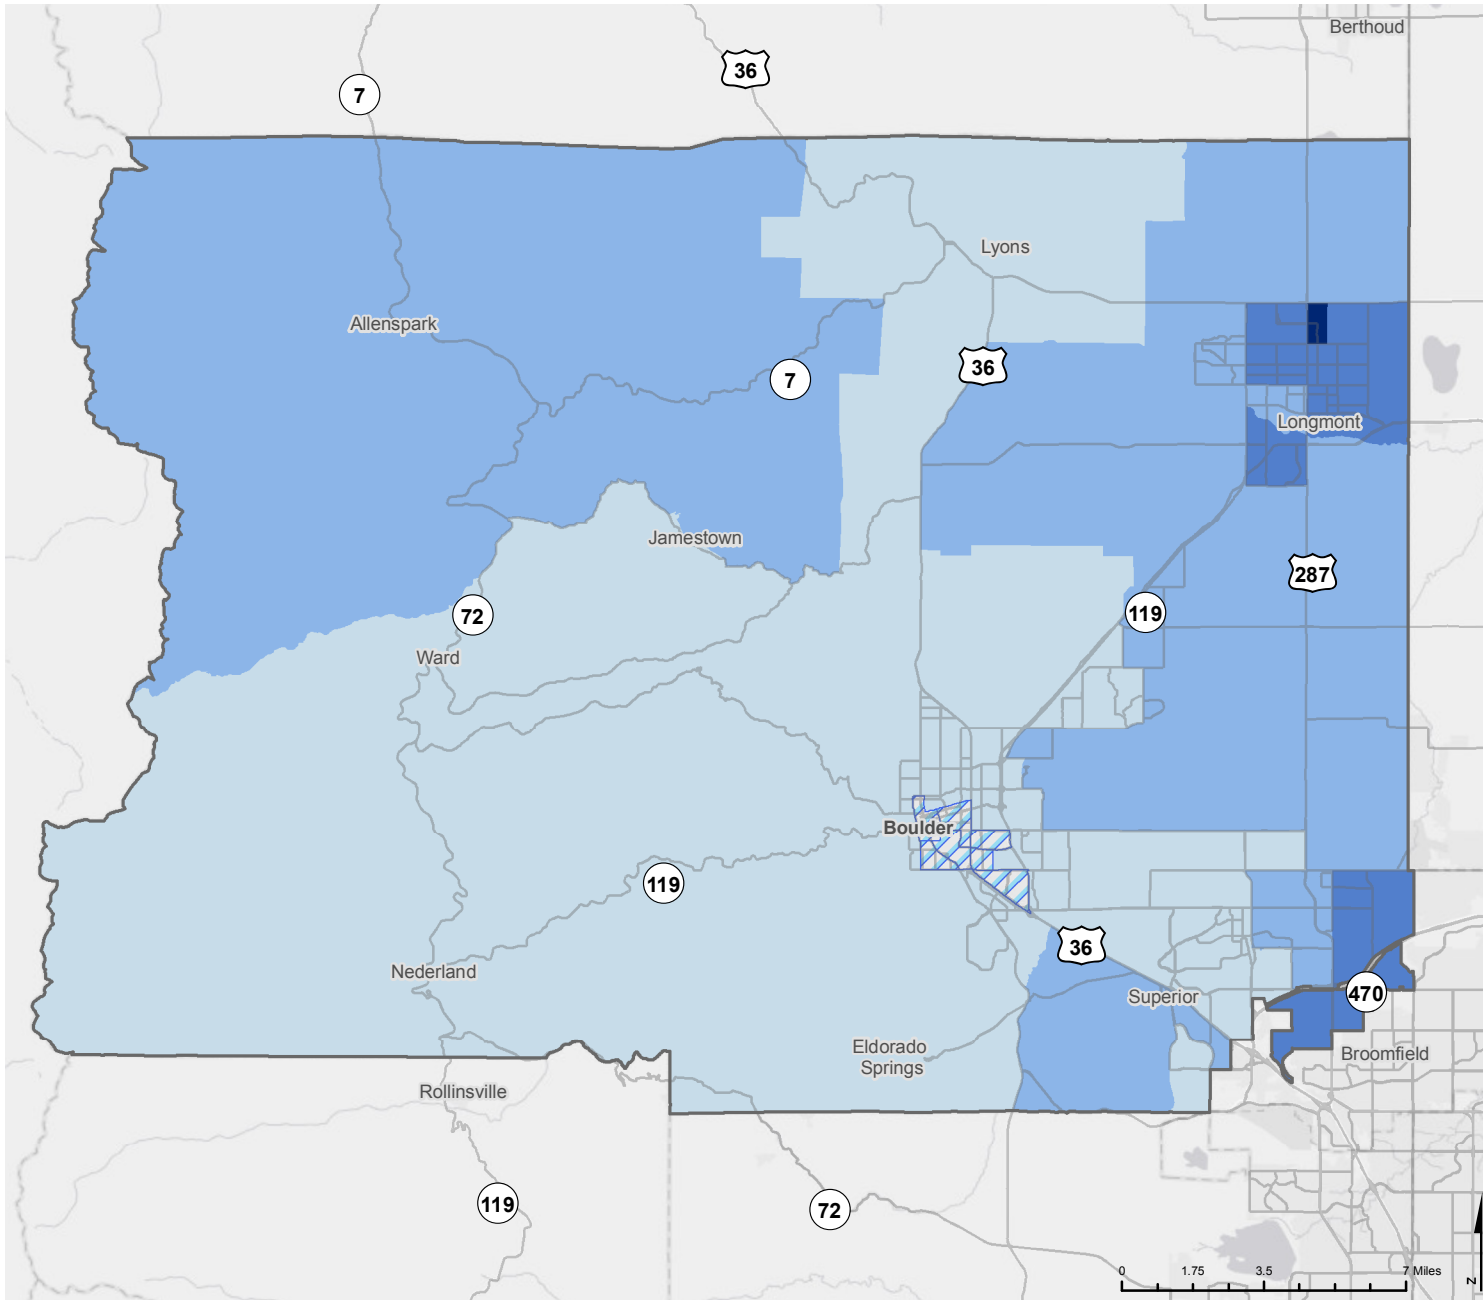 Berthoud
36
7
Lyons
Allenspark
36
7
Longmont
Jamestown
287
72
119
Ward
Boulder
119
36
Nederland
Superior
470
Eldorado
Springs
Broomfield
Rollinsville
119
72
0 1.75 3.5 7 Miles
N